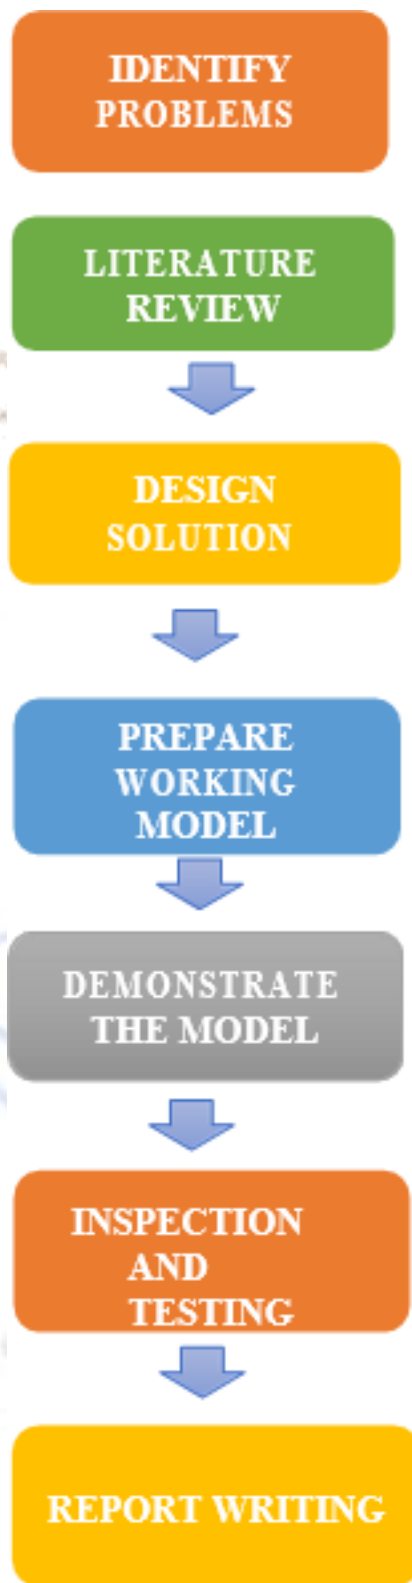 IDENTIFY
PROBLEMS
LITERATURE
REVIEW
DESIGN
SOLUTION
PREPARE
WORKING
MODEL
DEMONSTRATE
THE MODEL
INSPECTION
AND
TESTING
REPORT WRITING